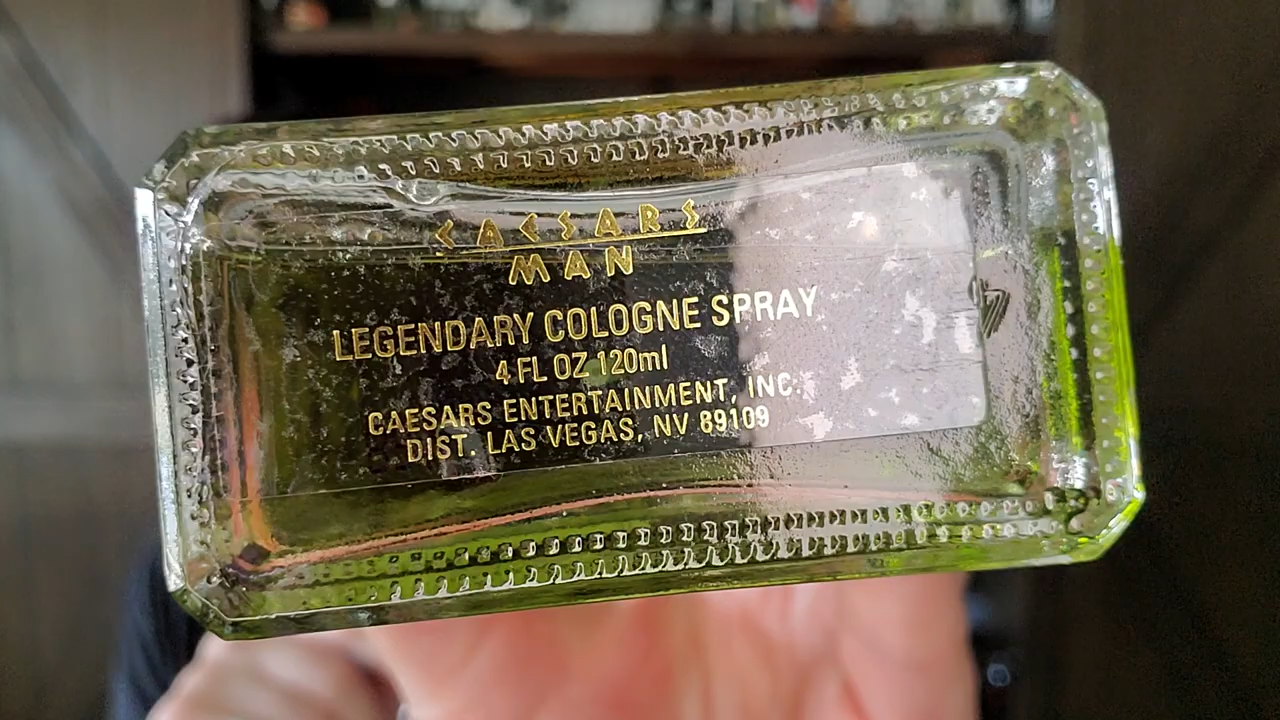 CAESARS
MAN
LEGENDARY COLOGNE SPRAY
4 FL OZ 120ml
CAESARS ENTERTAINMENT, INC.
DIST. LAS VEGAS, NV 89109